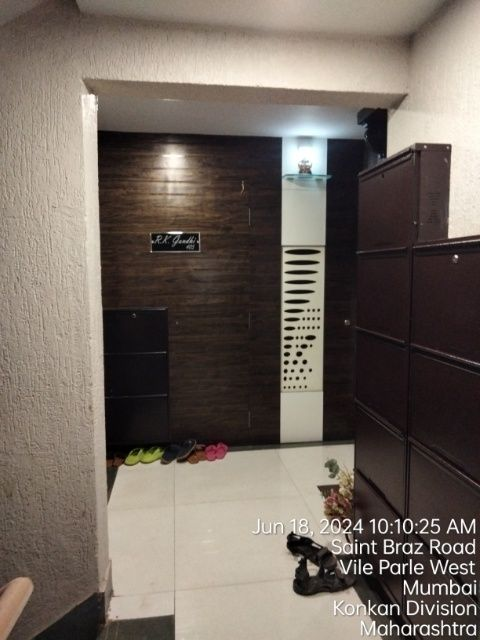 R.K. Gandhi
Jun 18, 2024 10:10:25 AM
Saint Braz Road
Vile Parle West
Mumbai
Konkan Division
Maharashtra